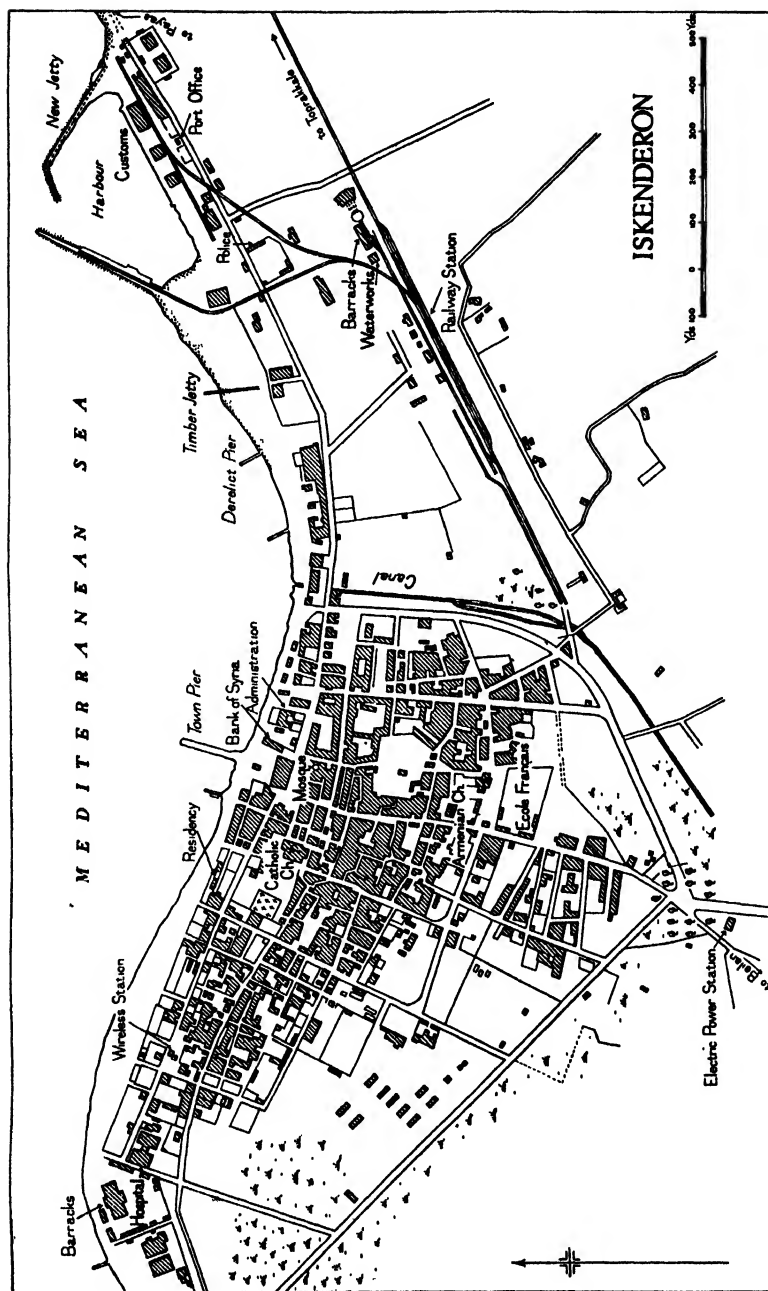 MEDITERRANEAN SEA
New Jetty
to Payas
Harbour
Customs
Port Office
Police
Timber Jetty
Derelict Pier
Barracks
Waterworks
Railway Station
to Toprakkale
Canal
Town Pier
Bank of Syria
Administration
Mosque
Residency
Catholic
Ch.
Armenian Ch.
Ecole Français
Wireless Station
Barracks
Hospital
Electric Power Station
to Beilan
ISKENDERON
Yds 100 0 100 200 300 400 500 Yds